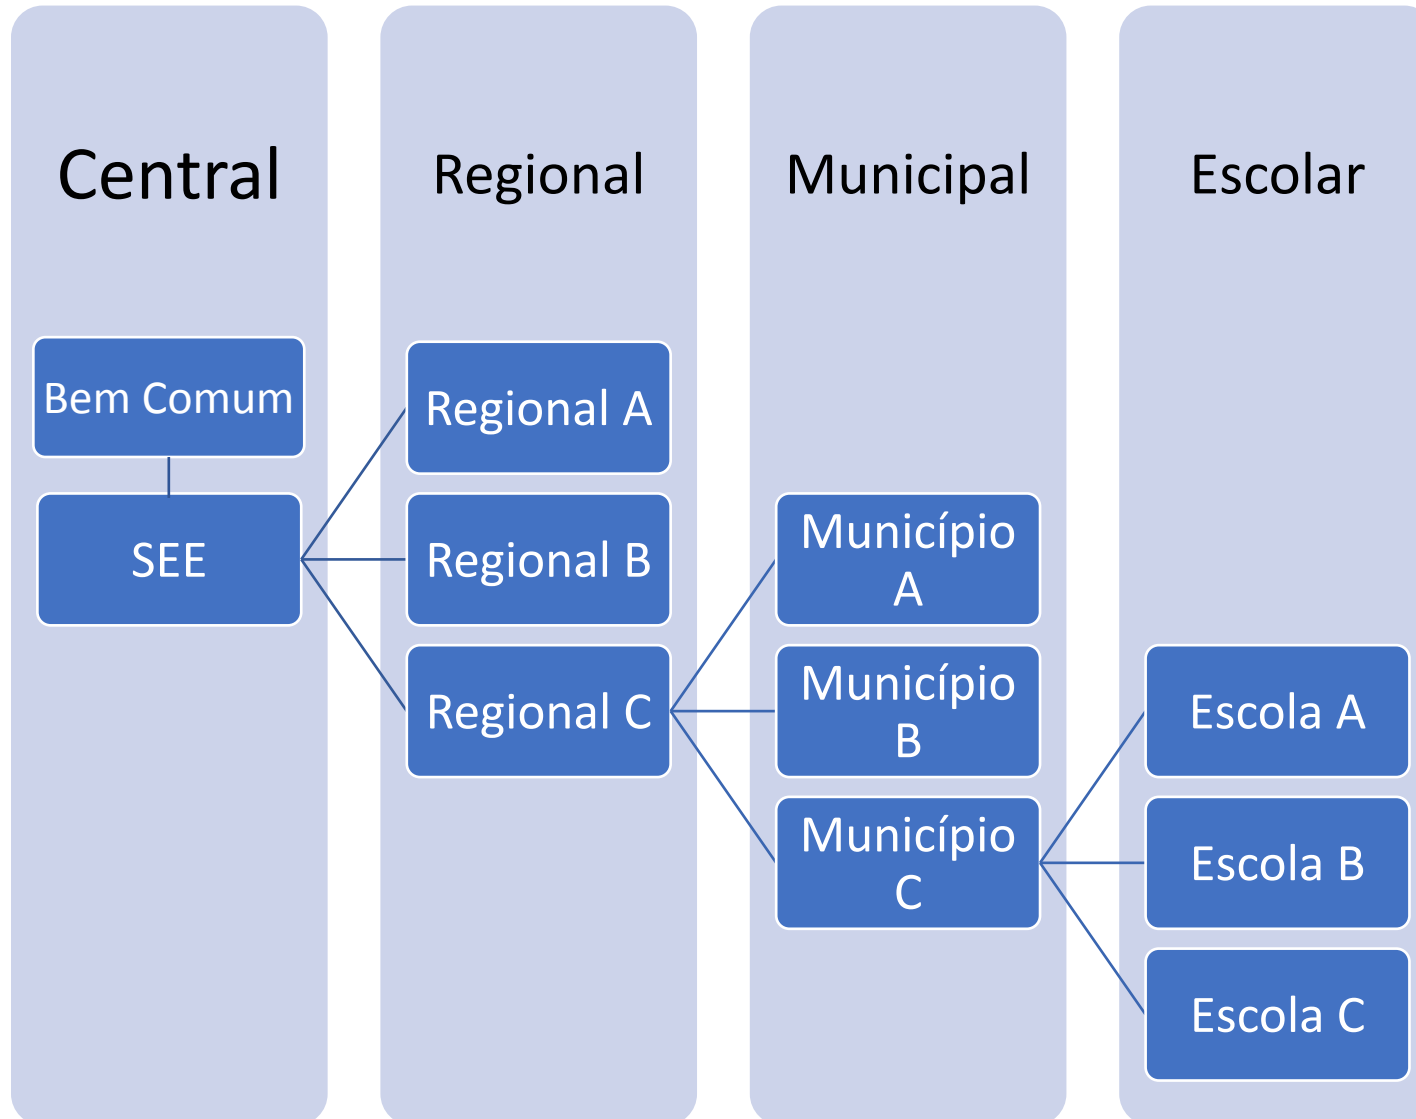 Central
Regional
Municipal
Escolar
Bem Comum
SEE
Regional A
Regional B
Regional C
Município
A
Município
B
Município
C
Escola A
Escola B
Escola C